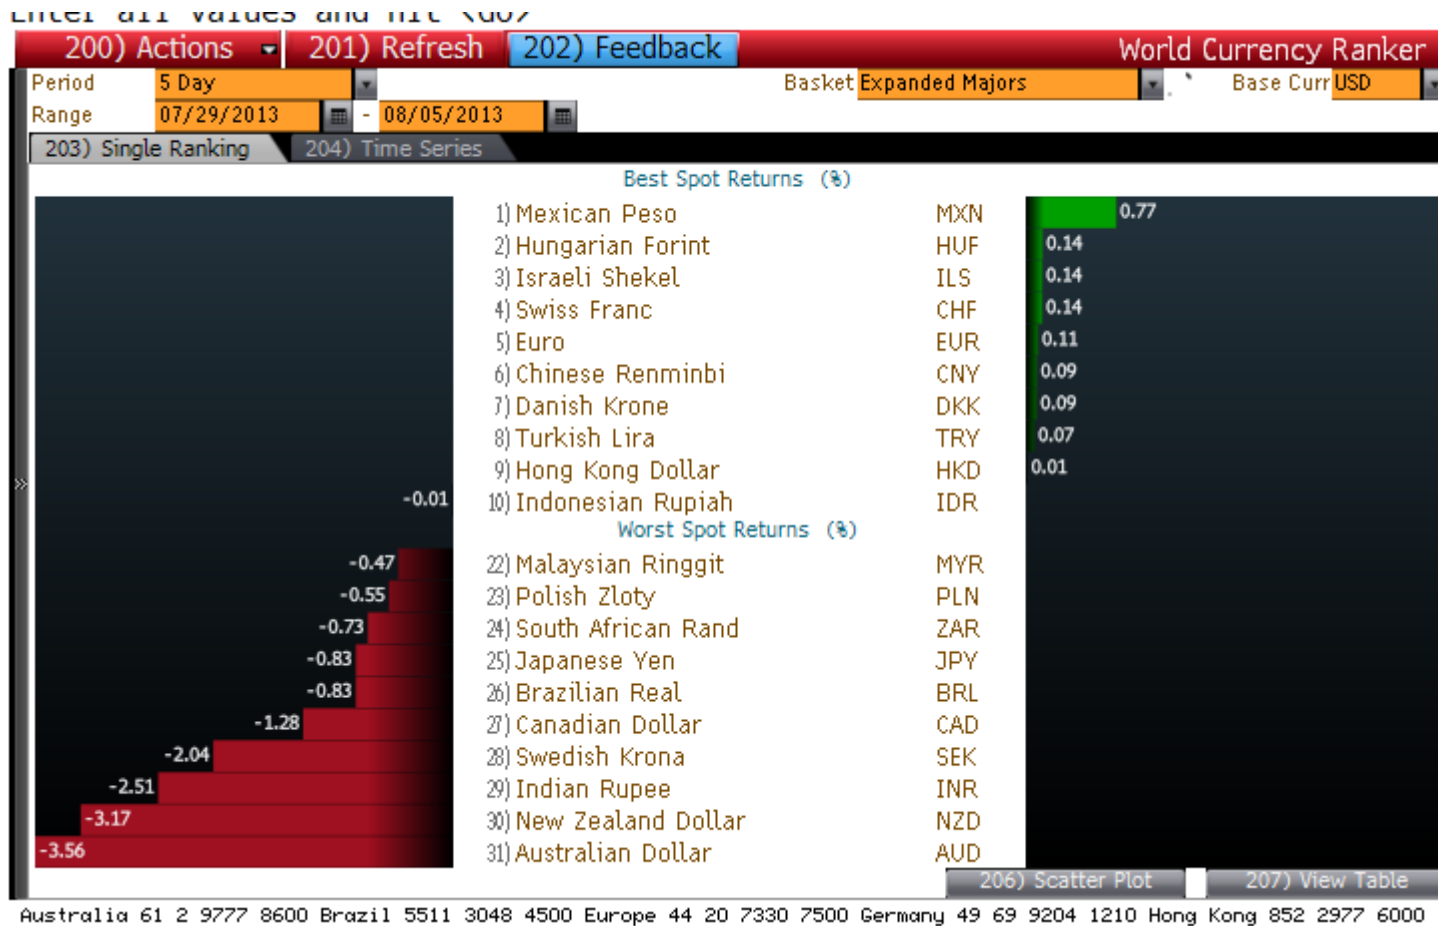 Enter all values and hit <GO>
200) Actions 201) Refresh 202) Feedback World Currency Ranker
Period 5 Day Basket Expanded Majors Base Curr USD
Range 07/29/2013 - 08/05/2013
203) Single Ranking 204) Time Series
Best Spot Returns (%)
1) Mexican Peso MXN 0.77
2) Hungarian Forint HUF 0.14
3) Israeli Shekel ILS 0.14
4) Swiss Franc CHF 0.14
5) Euro EUR 0.11
6) Chinese Renminbi CNY 0.09
7) Danish Krone DKK 0.09
8) Turkish Lira TRY 0.07
9) Hong Kong Dollar HKD 0.01
-0.01 10) Indonesian Rupiah IDR
Worst Spot Returns (%)
-0.47 22) Malaysian Ringgit MYR
-0.55 23) Polish Zloty PLN
-0.73 24) South African Rand ZAR
-0.83 25) Japanese Yen JPY
-0.83 26) Brazilian Real BRL
-1.28 27) Canadian Dollar CAD
-2.04 28) Swedish Krona SEK
-2.51 29) Indian Rupee INR
-3.17 30) New Zealand Dollar NZD
-3.56 31) Australian Dollar AUD
206) Scatter Plot 207) View Table
Australia 61 2 9777 8600 Brazil 5511 3048 4500 Europe 44 20 7330 7500 Germany 49 69 9204 1210 Hong Kong 852 2977 6000